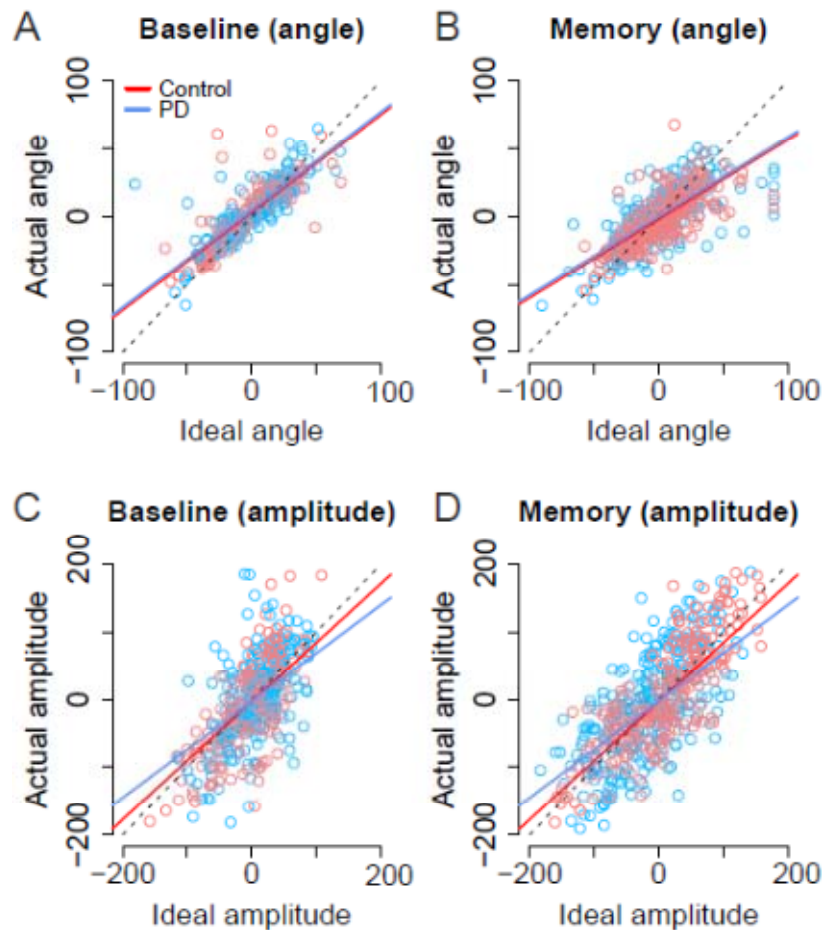 A Baseline (angle)
B Memory (angle)
Control
PD
Actual angle
100
0
−100
−100 0 100
Ideal angle
Actual angle
100
0
−100
−100 0 100
Ideal angle
C Baseline (amplitude)
D Memory (amplitude)
Actual amplitude
200
0
−200
−200 0 200
Ideal amplitude
Actual amplitude
200
0
−200
−200 0 200
Ideal amplitude